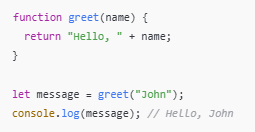 function greet(name) {
  return "Hello, " + name;
}

let message = greet("John");
console.log(message); // Hello, John